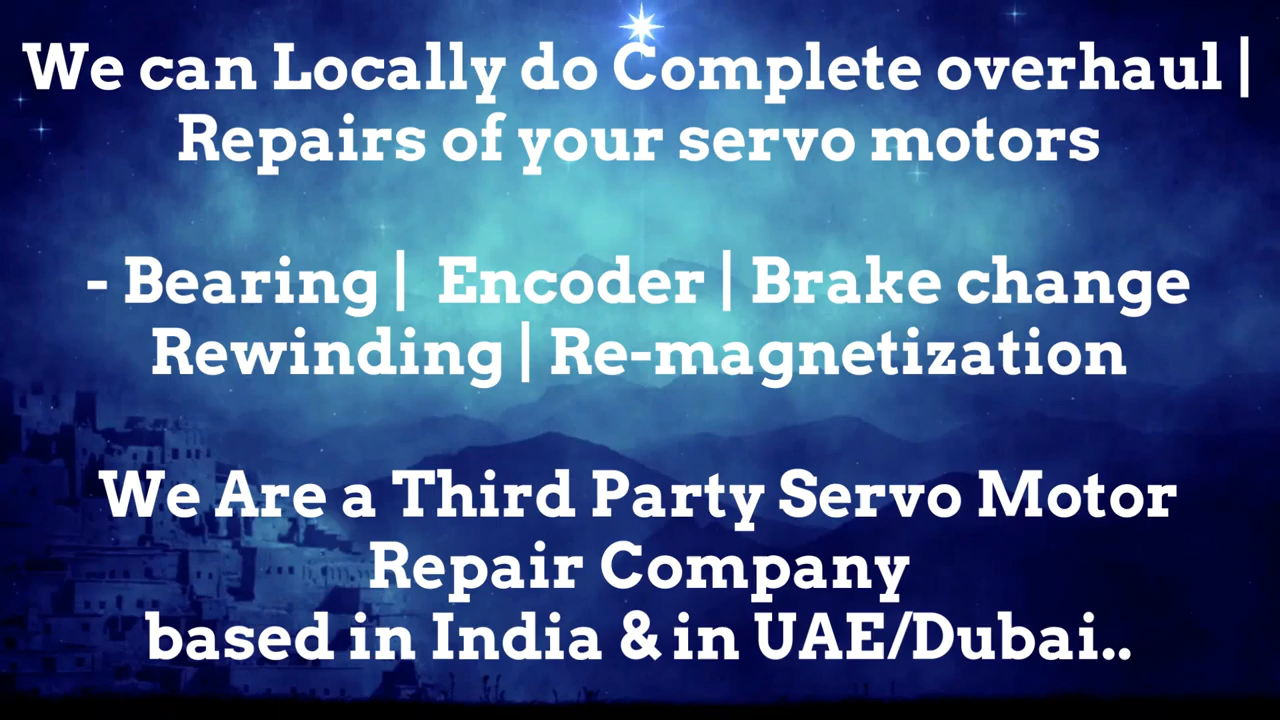 We can Locally do Complete overhaul |
Repairs of your servo motors
- Bearing | Encoder | Brake change
Rewinding | Re-magnetization
We Are a Third Party Servo Motor
Repair Company
based in India & in UAE/Dubai..